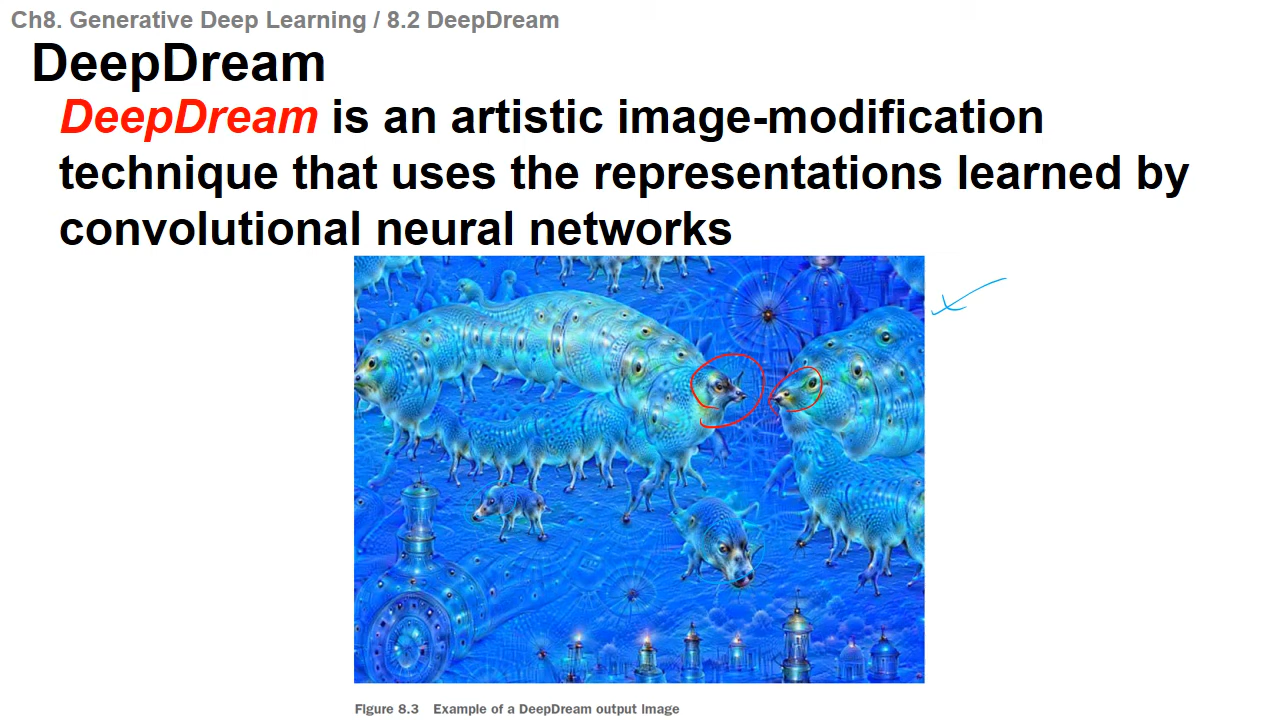 Ch8. Generative Deep Learning / 8.2 DeepDream
DeepDream
DeepDream is an artistic image-modification
technique that uses the representations learned by
convolutional neural networks
Figure 8.3 Example of a DeepDream output image